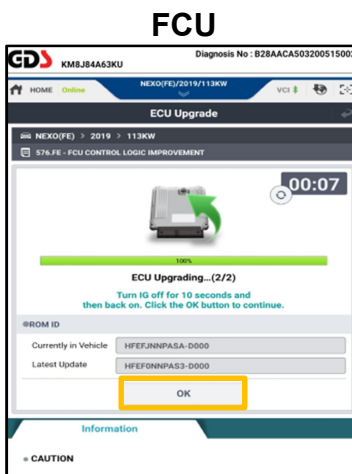 FCU
GDS KM8J84A63KU Diagnosis No : B28AACA503200515003
HOME Online NEXO(FE)/2019/113KW VCI
ECU Upgrade
NEXO(FE) > 2019 > 113KW
576.FE - FCU CONTROL LOGIC IMPROVEMENT
00:07
100%
ECU Upgrading...(2/2)
Turn IG off for 10 seconds and
then back on. Click the OK button to continue.
ROM ID
Currently in Vehicle HFEFJNNPASA-D000
Latest Update HFEF0NNPAS3-D000
OK
Information
CAUTION